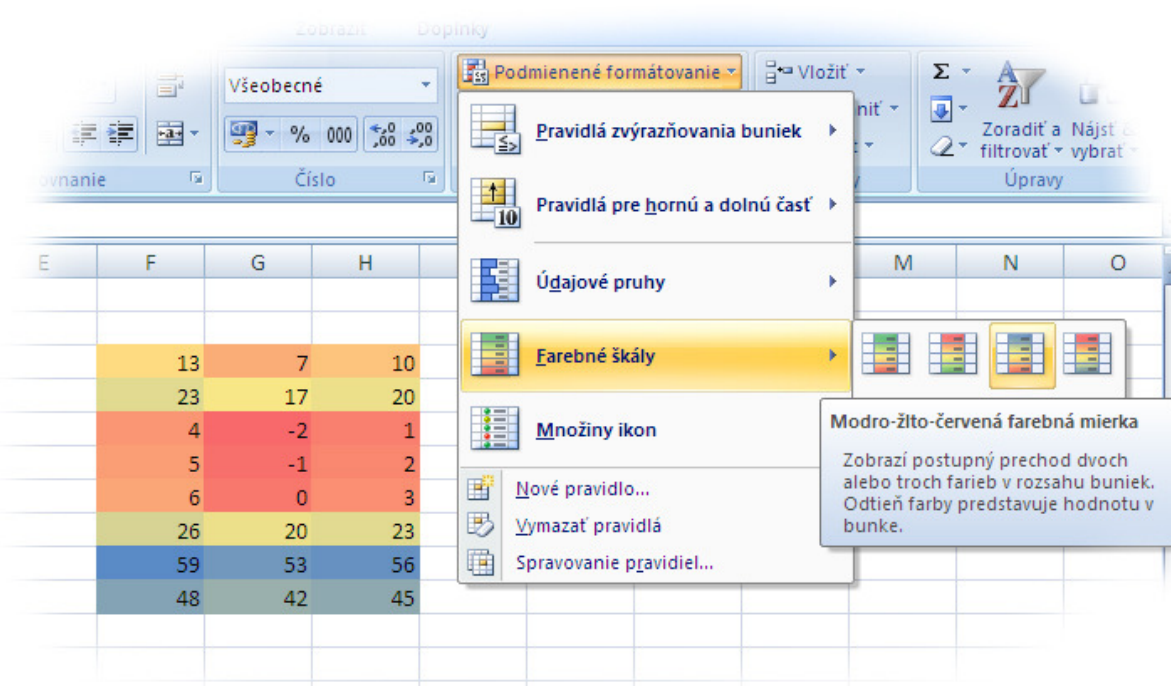 Zobraziť Doplnky
Všeobecné
Podmienené formátovanie
Vložiť
Σ
% 000 ,00 ,0
Zoradiť a filtrovať
Nájsť
vybrať
Číslo
Úpravy
Pravidlá zvýrazňovania buniek
Pravidlá pre hornú a dolnú časť
Údajové pruhy
Farebné škály
Množiny ikon
Nové pravidlo...
Vymazať pravidlá
Spravovanie pravidiel...
Modro-žlto-červená farebná mierka
Zobrazí postupný prechod dvoch
alebo troch farieb v rozsahu buniek.
Odtieň farby predstavuje hodnotu v
bunke.
E F G H M N O
13 7 10
23 17 20
4 -2 1
5 -1 2
6 0 3
26 20 23
59 53 56
48 42 45